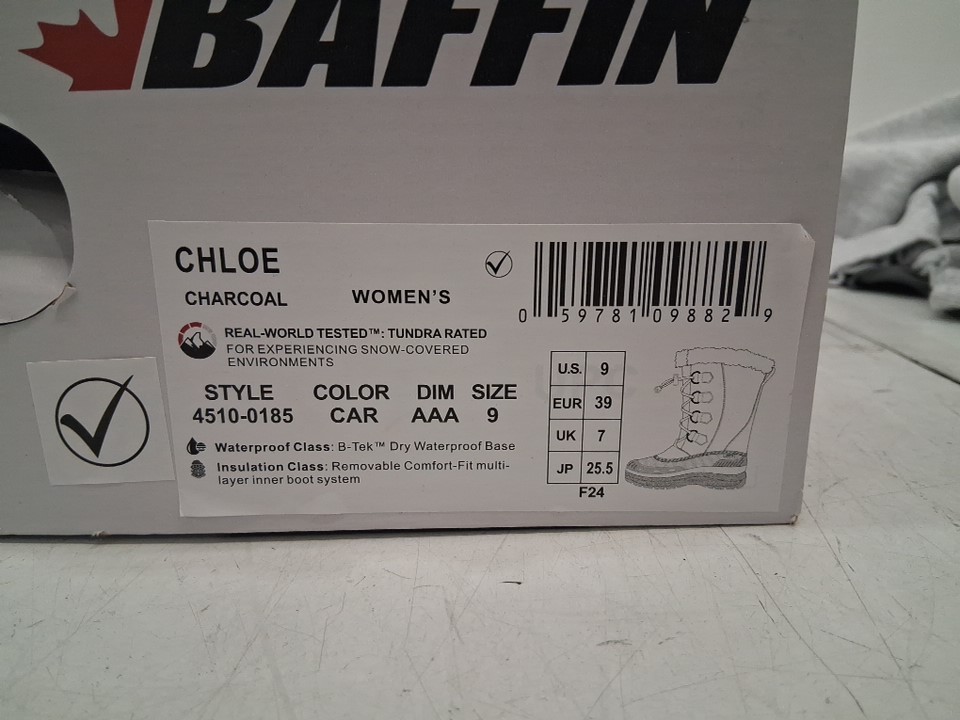 BAFFIN
CHLOE
CHARCOAL WOMEN'S
REAL-WORLD TESTED™: TUNDRA RATED
FOR EXPERIENCING SNOW-COVERED
ENVIRONMENTS
STYLE COLOR DIM SIZE
4510-0185 CAR AAA 9
Waterproof Class: B-Tek™ Dry Waterproof Base
Insulation Class: Removable Comfort-Fit multi-
layer inner boot system
0 59781 09882 9
U.S. 9
EUR 39
UK 7
JP 25.5
F24